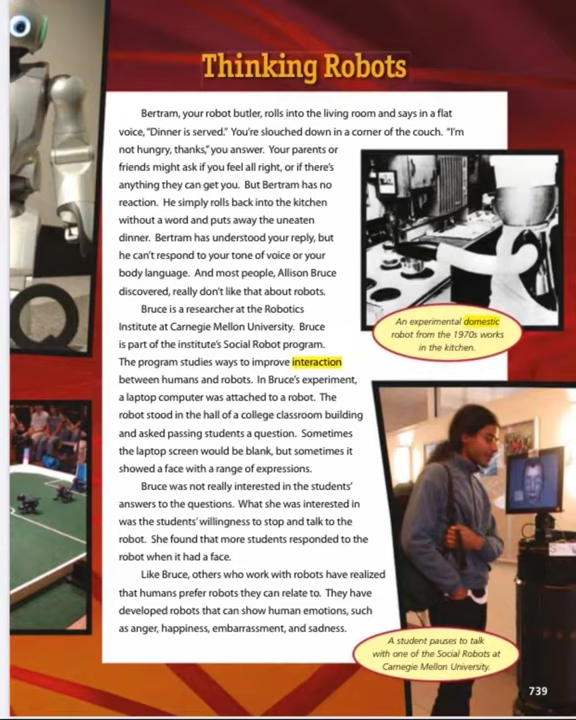 Thinking Robots
Bertram, your robot butler, rolls into the living room and says in a flat
voice, "Dinner is served." You're slouched down in a corner of the couch. "I'm
not hungry, thanks," you answer. Your parents or
friends might ask if you feel all right, or if there's
anything they can get you. But Bertram has no
reaction. He simply rolls back into the kitchen
without a word and puts away the uneaten
dinner. Bertram has understood your reply, but
he can't respond to your tone of voice or your
body language. And most people, Allison Bruce
discovered, really don't like that about robots.
Bruce is a researcher at the Robotics
Institute at Carnegie Mellon University. Bruce
is part of the institute's Social Robot program.
The program studies ways to improve interaction
between humans and robots. In Bruce's experiment,
a laptop computer was attached to a robot. The
robot stood in the hall of a college classroom building
and asked passing students a question. Sometimes
the laptop screen would be blank, but sometimes it
showed a face with a range of expressions.
Bruce was not really interested in the students'
answers to the questions. What she was interested in
was the students' willingness to stop and talk to the
robot. She found that more students responded to the
robot when it had a face.
Like Bruce, others who work with robots have realized
that humans prefer robots they can relate to. They have
developed robots that can show human emotions, such
as anger, happiness, embarrassment, and sadness.
An experimental domestic
robot from the 1970s works
in the kitchen.
A student pauses to talk
with one of the Social Robots at
Carnegie Mellon University.
739